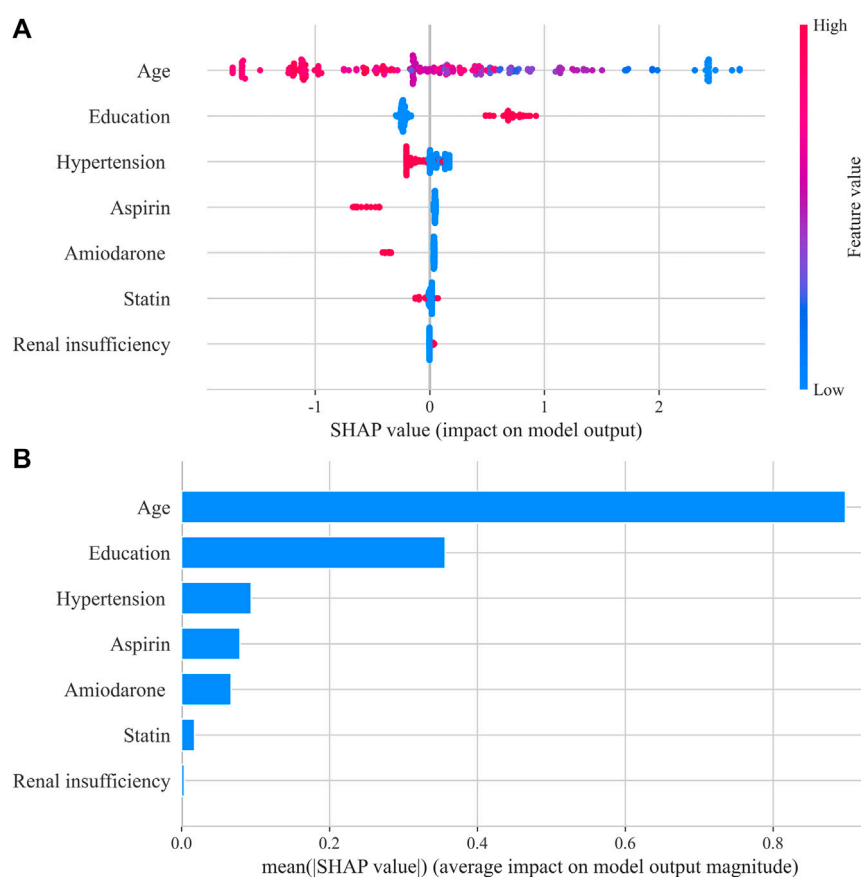 A
High
Age
Education
Hypertension
Aspirin
Amiodarone
Statin
Renal insufficiency
Feature value
Low
-1
0
1
2
SHAP value (impact on model output)
B
Age
Education
Hypertension
Aspirin
Amiodarone
Statin
Renal insufficiency
0.0
0.2
0.4
0.6
0.8
mean(|SHAP value|) (average impact on model output magnitude)